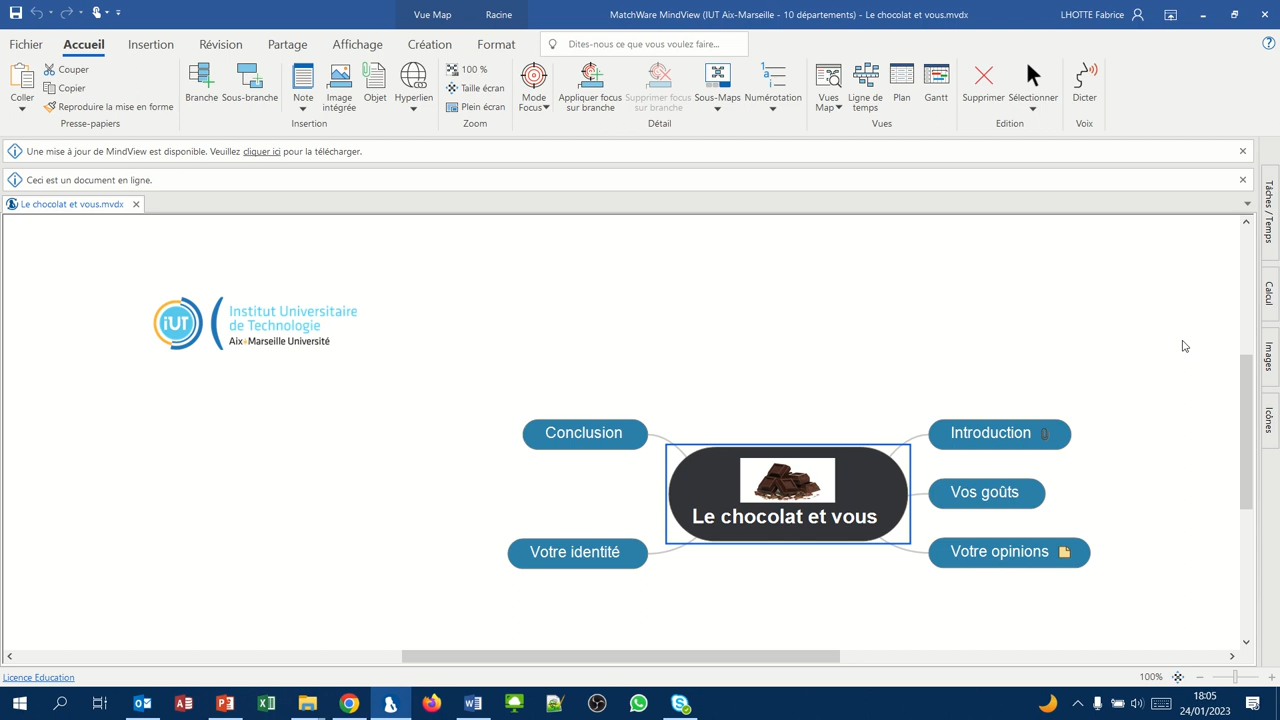 Vue Map Racine MatchWare MindView (IUT Aix-Marseille - 10 départements) - Le chocolat et vous.mvdx LHOTTE Fabrice
Fichier Accueil Insertion Révision Partage Affichage Création Format Dites-nous ce que vous voulez faire...
Coller
Couper
Copier
Reproduire la mise en forme
Presse-papiers
Branche Sous-branche Note Image intégrée Objet Hyperlien
Insertion
100 %
Taille écran
Plein écran
Zoom
Mode Focus Appliquer focus sur branche Supprimer focus sur branche Sous-Maps Numérotation
Détail
Vues Map Ligne de temps Plan Gantt
Vues
Supprimer Sélectionner
Edition
Dicter
Voix
Une mise à jour de MindView est disponible. Veuillez cliquer ici pour la télécharger.
Ceci est un document en ligne.
Le chocolat et vous.mvdx
Tâches / Temps
Calcul
Images
Icônes
iUT
Institut Universitaire
de Technologie
Aix+Marseille Université
Conclusion
Introduction
Vos goûts
Le chocolat et vous
Votre identité
Votre opinions
Licence Education
100%
18:05
24/01/2023